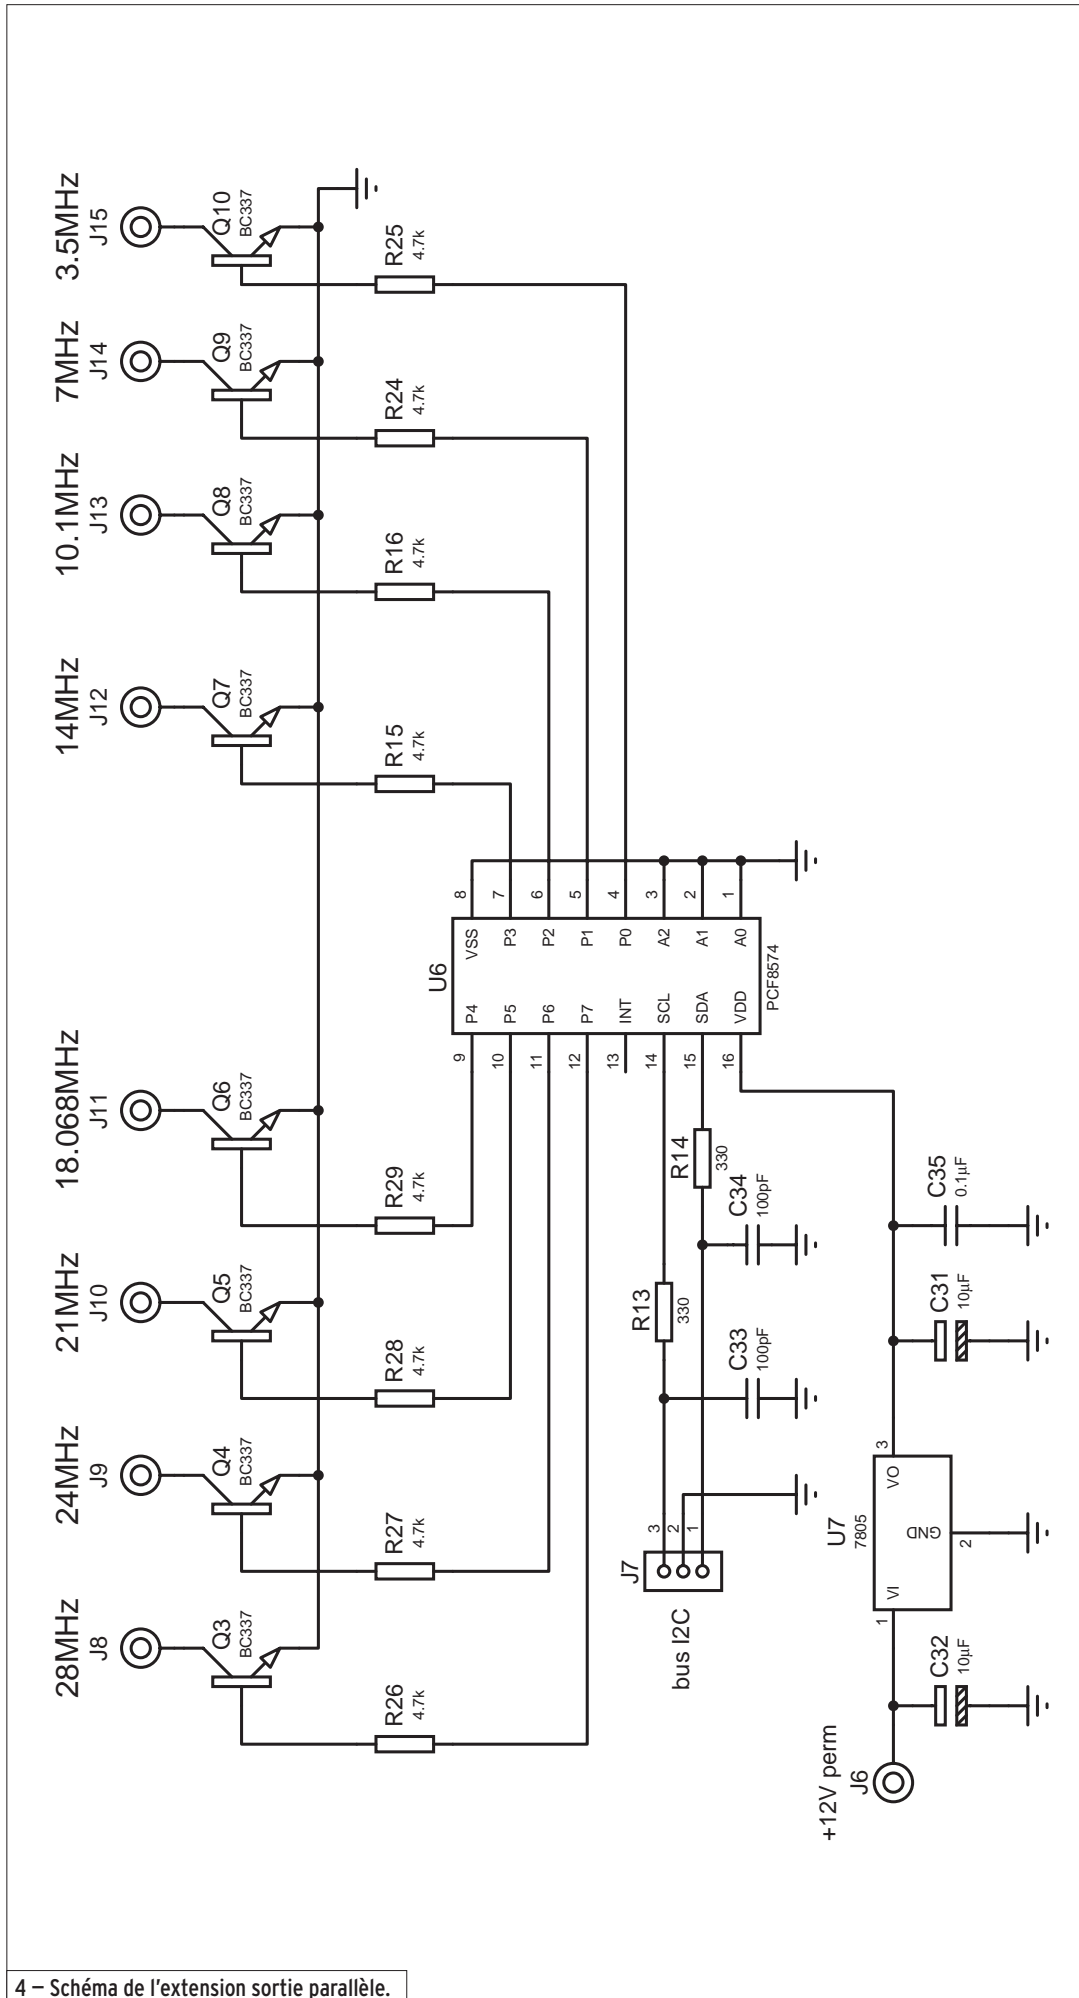 28MHz
J8
24MHz
J9
21MHz
J10
18.068MHz
J11
14MHz
J12
10.1MHz
J13
7MHz
J14
3.5MHz
J15
Q3
BC337
Q4
BC337
Q5
BC337
Q6
BC337
Q7
BC337
Q8
BC337
Q9
BC337
Q10
BC337
R26
4.7k
R27
4.7k
R28
4.7k
R29
4.7k
R15
4.7k
R16
4.7k
R24
4.7k
R25
4.7k
U6
9
P4
VSS
8
10
P5
P3
7
11
P6
P2
6
12
P7
P1
5
13
INT
P0
4
14
SCL
A2
3
15
SDA
A1
2
16
VDD
A0
1
PCF8574
J7
3
2
1
bus I2C
R13
330
R14
330
C33
100pF
C34
100pF
+12V perm
J6
C32
10µF
U7
7805
1
VI
VO
3
GND
2
C31
10µF
C35
0.1µF
4 – Schéma de l'extension sortie parallèle.